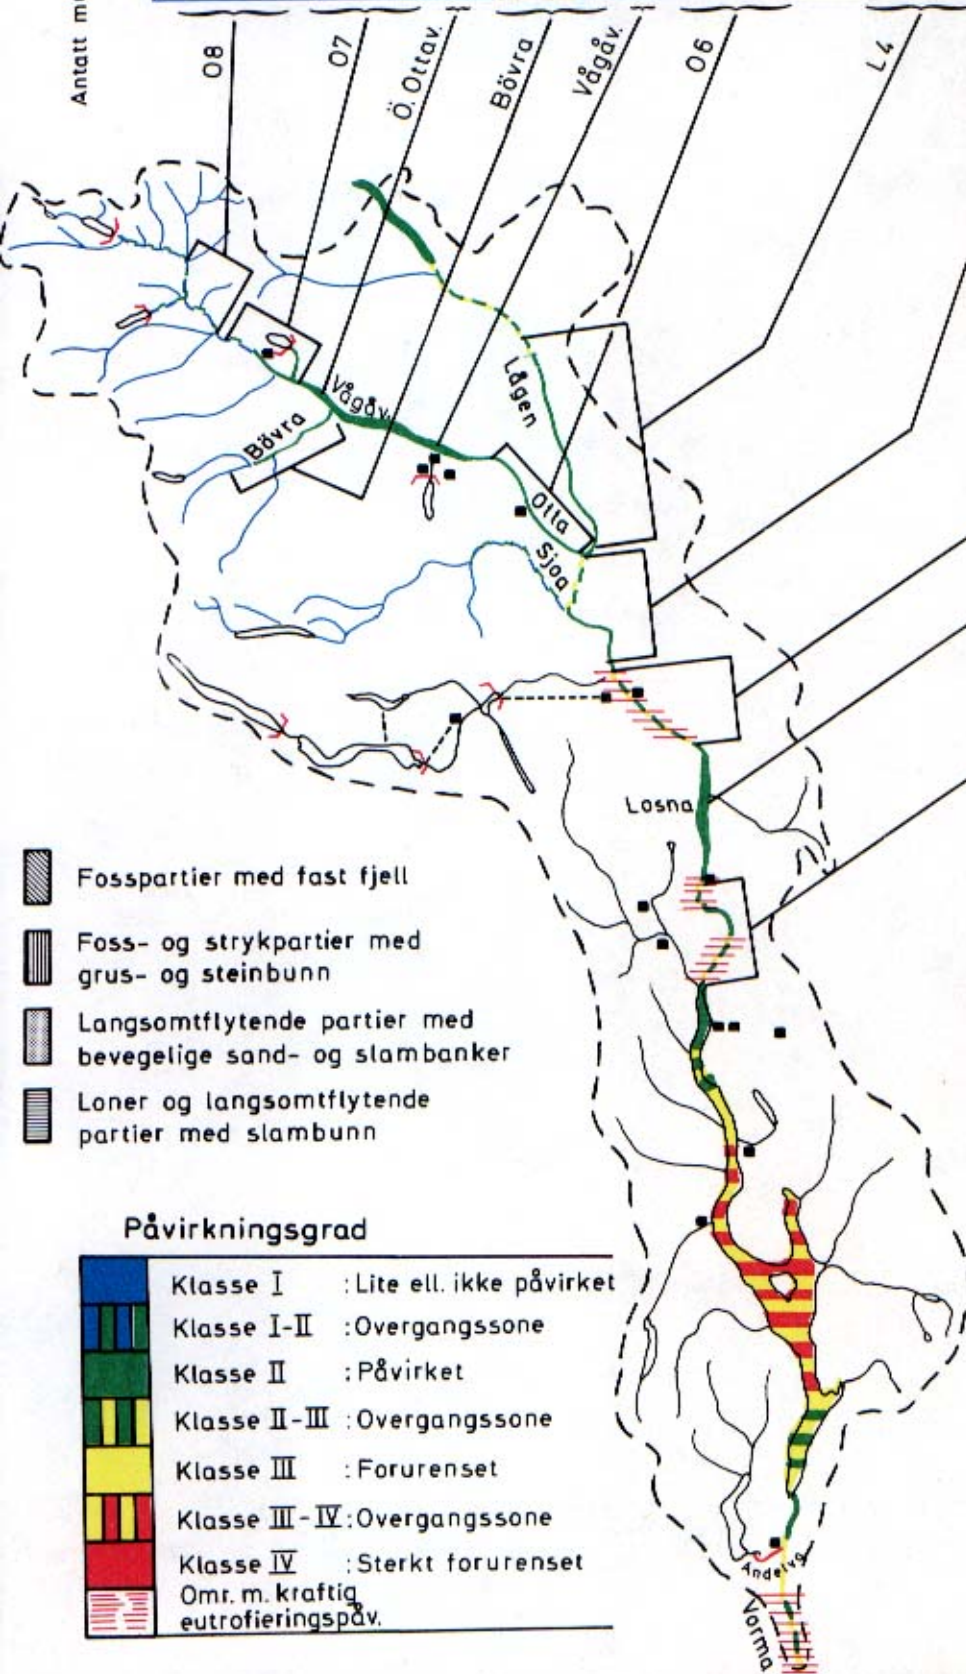 Antatt
08
07
Ö. Ottav.
Bövra
Vågåv.
06
L4
Vågåv.
Bövra
Lågen
Otta
Sjoa
Losna
Fosspartier med fast fjell
Foss- og strykpartier med
grus- og steinbunn
Langsomtflytende partier med
bevegelige sand- og slambanker
Loner og langsomtflytende
partier med slambunn
Påvirkningsgrad
Klasse I : Lite ell. ikke påvirket
Klasse I-II : Overgangssone
Klasse II : Påvirket
Klasse II-III : Overgangssone
Klasse III : Forurenset
Klasse III-IV : Overgangssone
Klasse IV : Sterkt forurenset
Omr. m. kraftig
eutrofieringspåv.
Andelva
Vorma